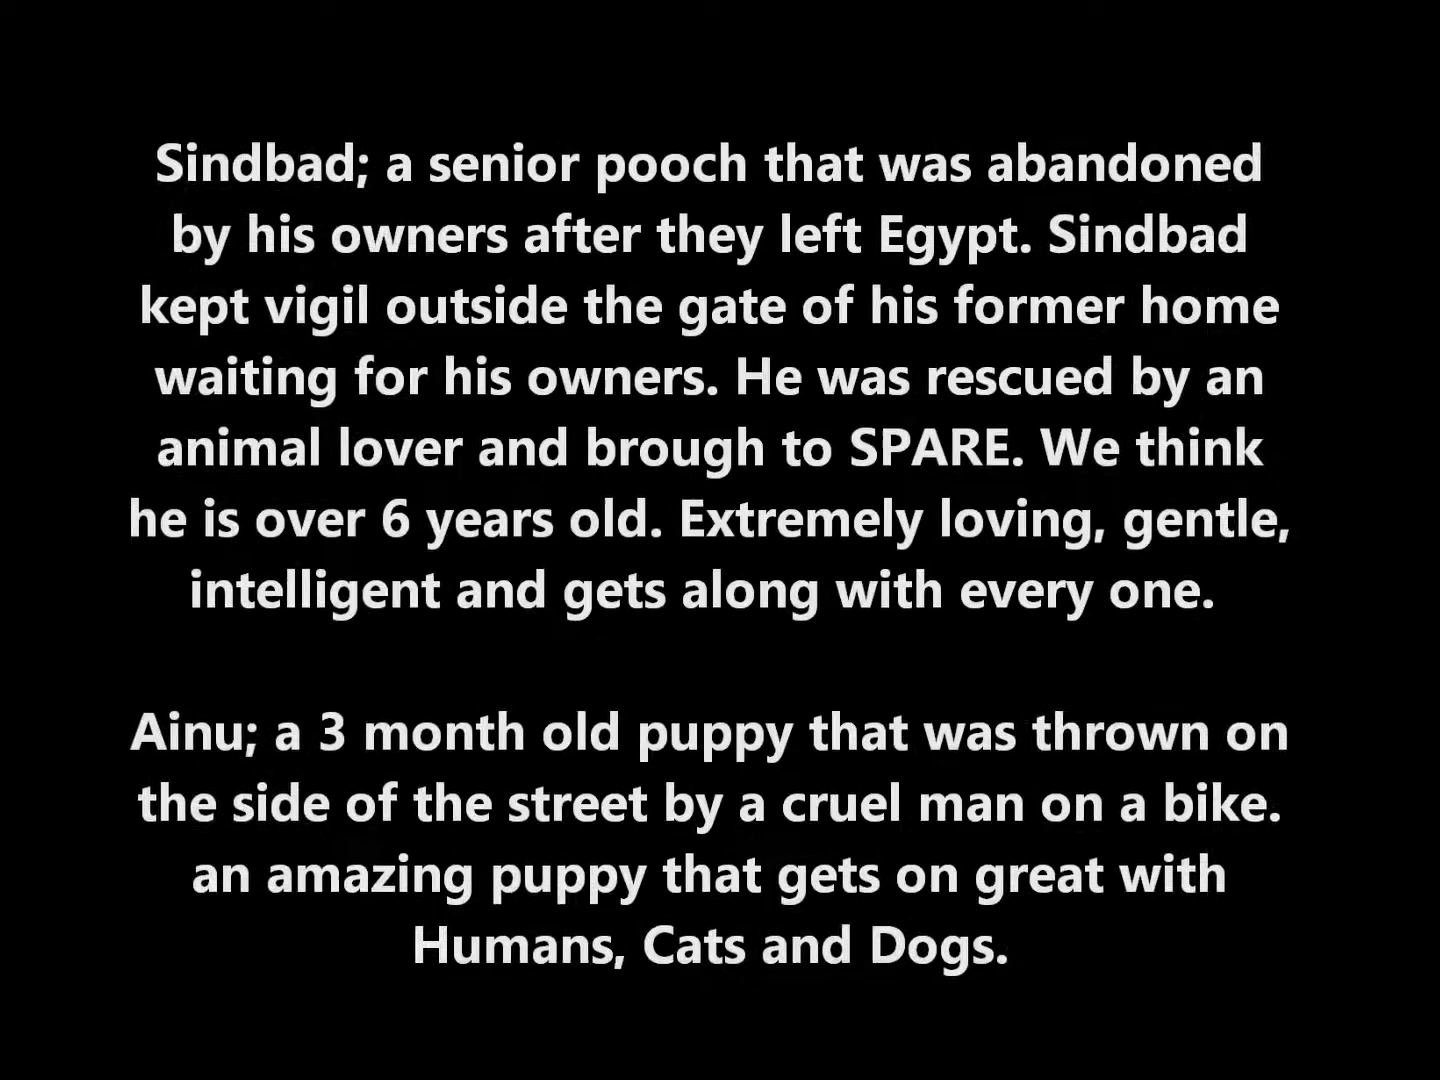 Sindbad; a senior pooch that was abandoned
by his owners after they left Egypt. Sindbad
kept vigil outside the gate of his former home
waiting for his owners. He was rescued by an
animal lover and brough to SPARE. We think
he is over 6 years old. Extremely loving, gentle,
intelligent and gets along with every one.
Ainu; a 3 month old puppy that was thrown on
the side of the street by a cruel man on a bike.
an amazing puppy that gets on great with
Humans, Cats and Dogs.